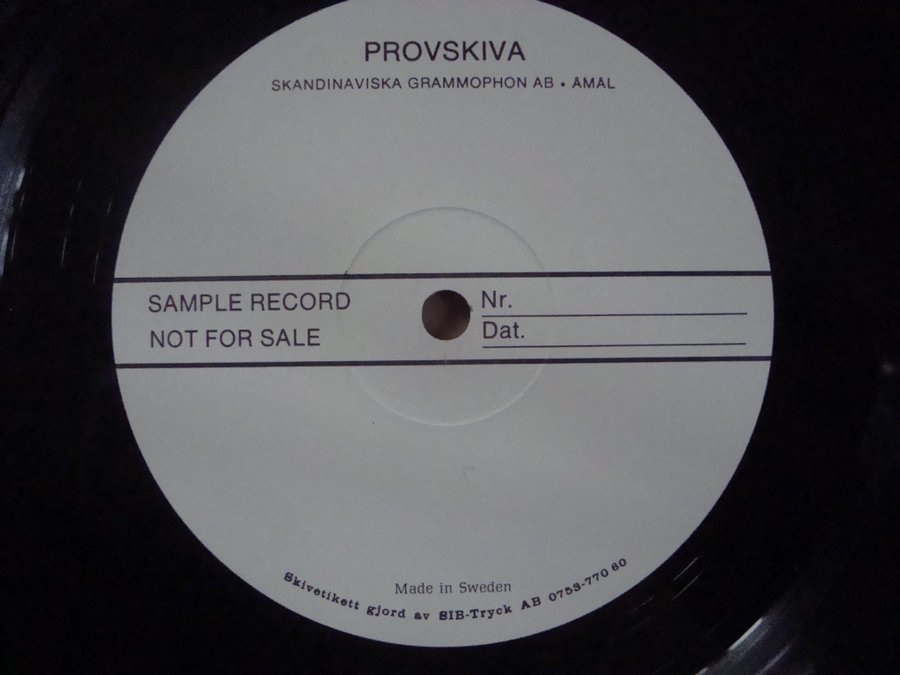 PROVSKIVA
SKANDINAVISKA GRAMMOPHON AB • AMAL
SAMPLE RECORD
NOT FOR SALE
Nr.
Dat.
Made in Sweden
Skivetikett gjord av SIB-Tryck AB 0753-770 60